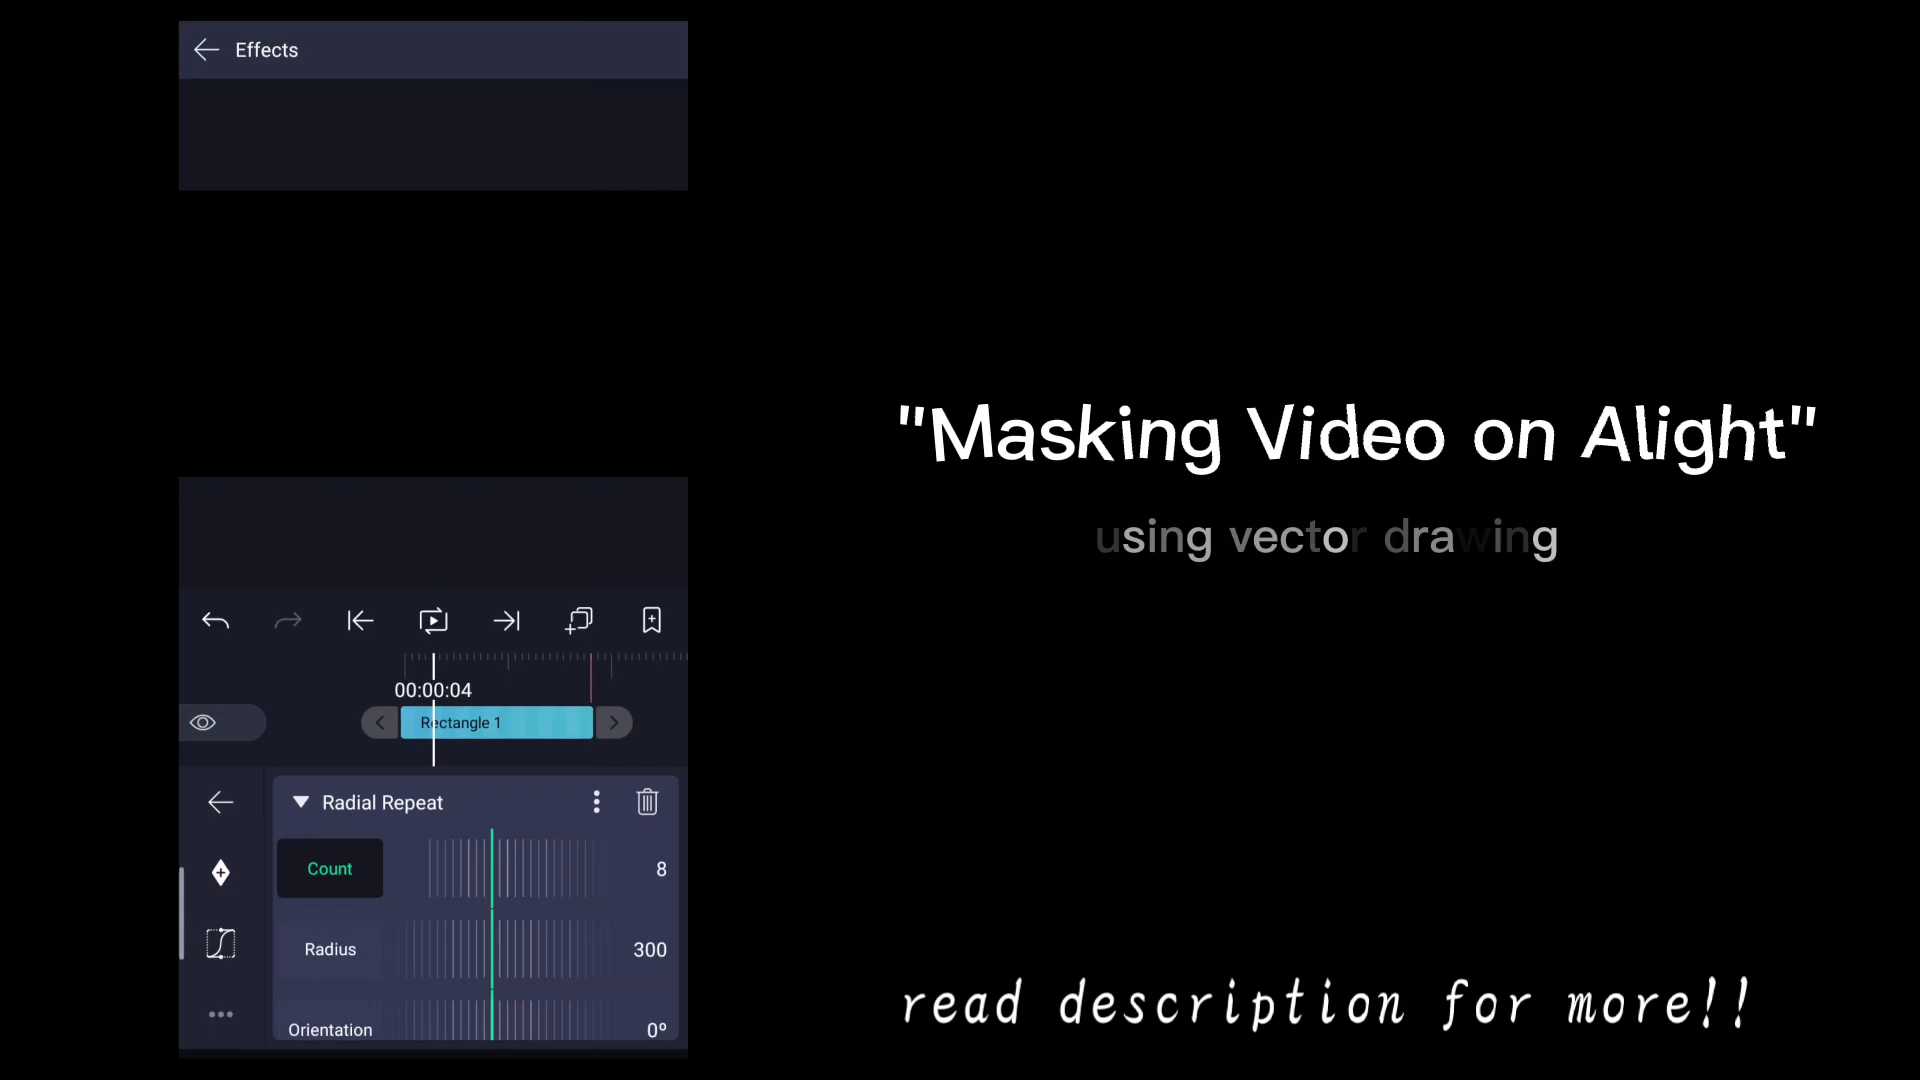 Effects
"Masking Video on Alight"
using vector drawing
00:00:04
Rectangle 1
Radial Repeat
Count 8
Radius 300
Orientation 0º
read description for more!!